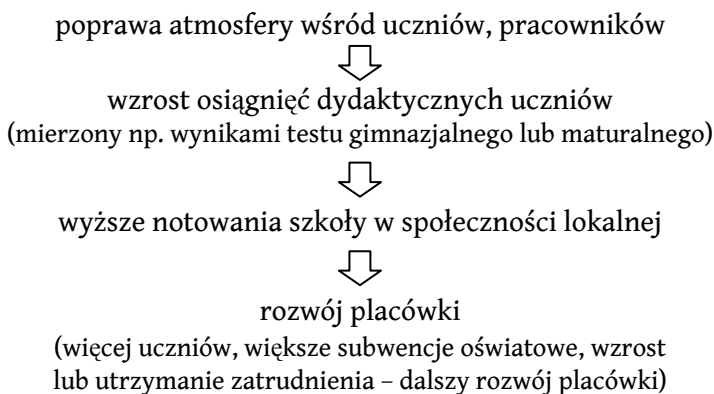 poprawa atmosfery wśród uczniów, pracowników
wzrost osiągnięć dydaktycznych uczniów
(mierzony np. wynikami testu gimnazjalnego lub maturalnego)
wyższe notowania szkoły w społeczności lokalnej
rozwój placówki
(więcej uczniów, większe subwencje oświatowe, wzrost
lub utrzymanie zatrudnienia – dalszy rozwój placówki)